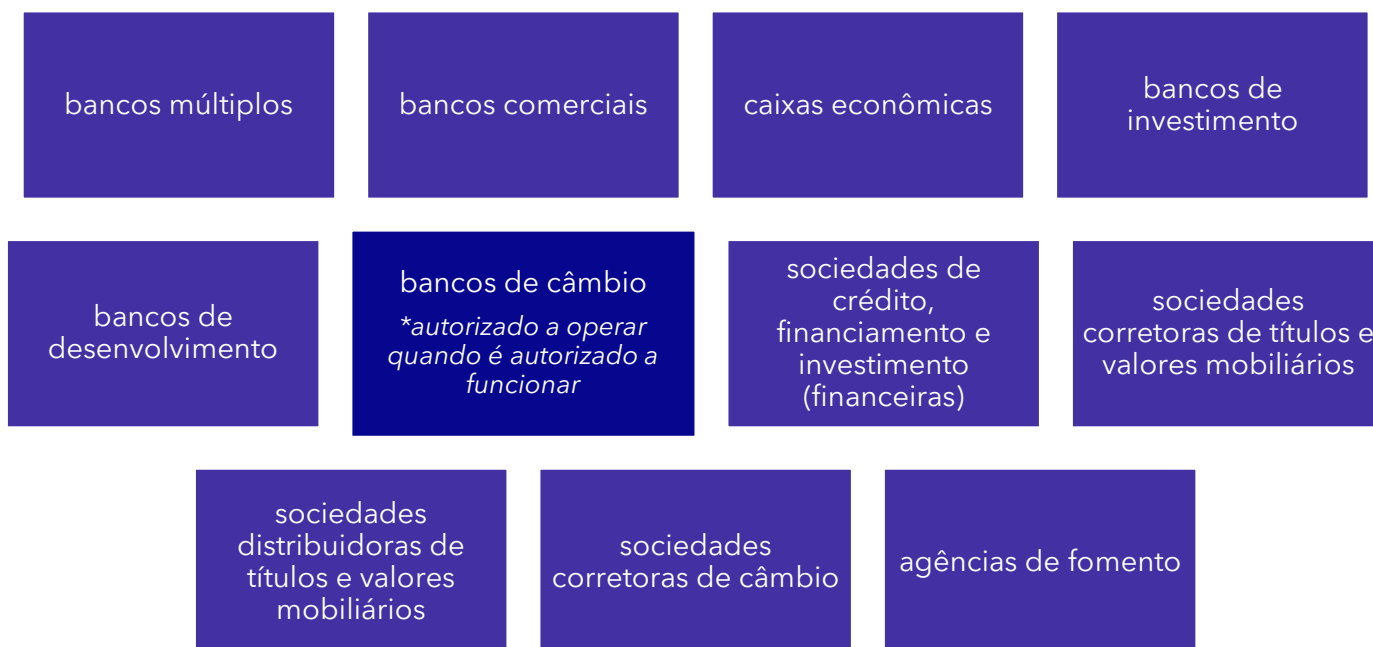 bancos múltiplos
bancos comerciais
caixas econômicas
bancos de
investimento
bancos de
desenvolvimento
bancos de câmbio
*autorizado a operar
quando é autorizado a
funcionar
sociedades de
crédito,
financiamento e
investimento
(financeiras)
sociedades
corretoras de títulos e
valores mobiliários
sociedades
distribuidoras de
títulos e valores
mobiliários
sociedades
corretoras de câmbio
agências de fomento